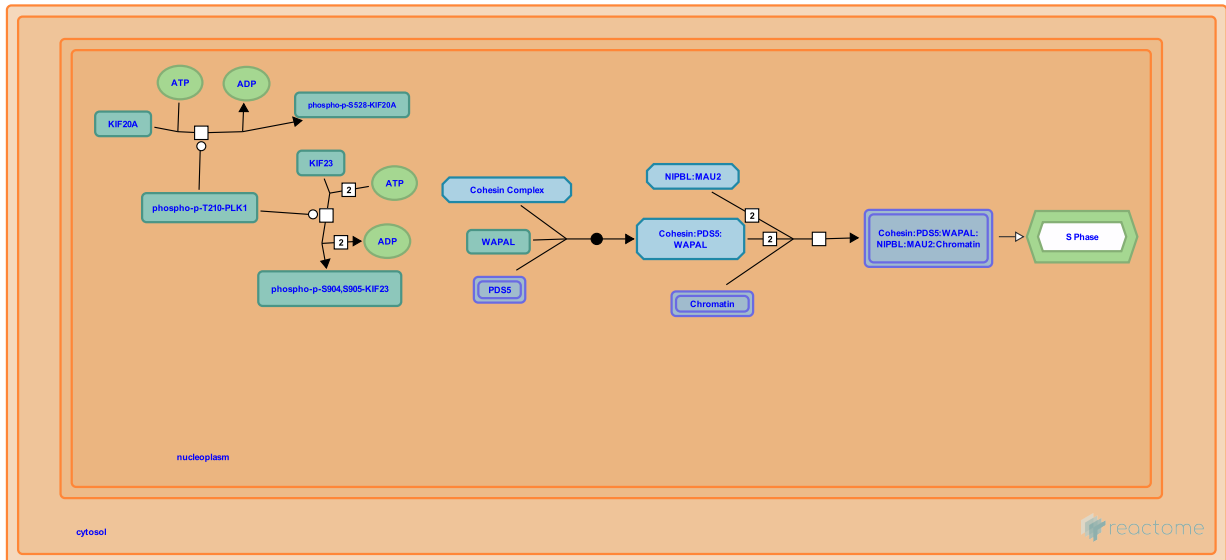 ATP
ADP
phospho-p-S528-KIF20A
KIF20A
KIF23
2
ATP
phospho-p-T210-PLK1
2
ADP
phospho-p-S904,S905-KIF23
Cohesin Complex
WAPAL
PDS5
NIPBL:MAU2
2
Cohesin:PDS5:
WAPAL
2
Chromatin
Cohesin:PDS5:WAPAL:
NIPBL:MAU2:Chromatin
S Phase
nucleoplasm
cytosol
reactome